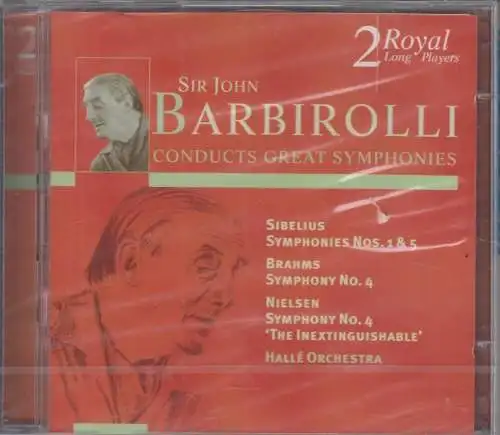 2 Royal
Long Players
SIR JOHN
BARBIROLLI
CONDUCTS GREAT SYMPHONIES
SIBELIUS
SYMPHONIES NOS. 1 & 5
BRAHMS
SYMPHONY NO. 4
NIELSEN
SYMPHONY NO. 4
‘THE INEXTINGUISHABLE’
HALLÉ ORCHESTRA
2